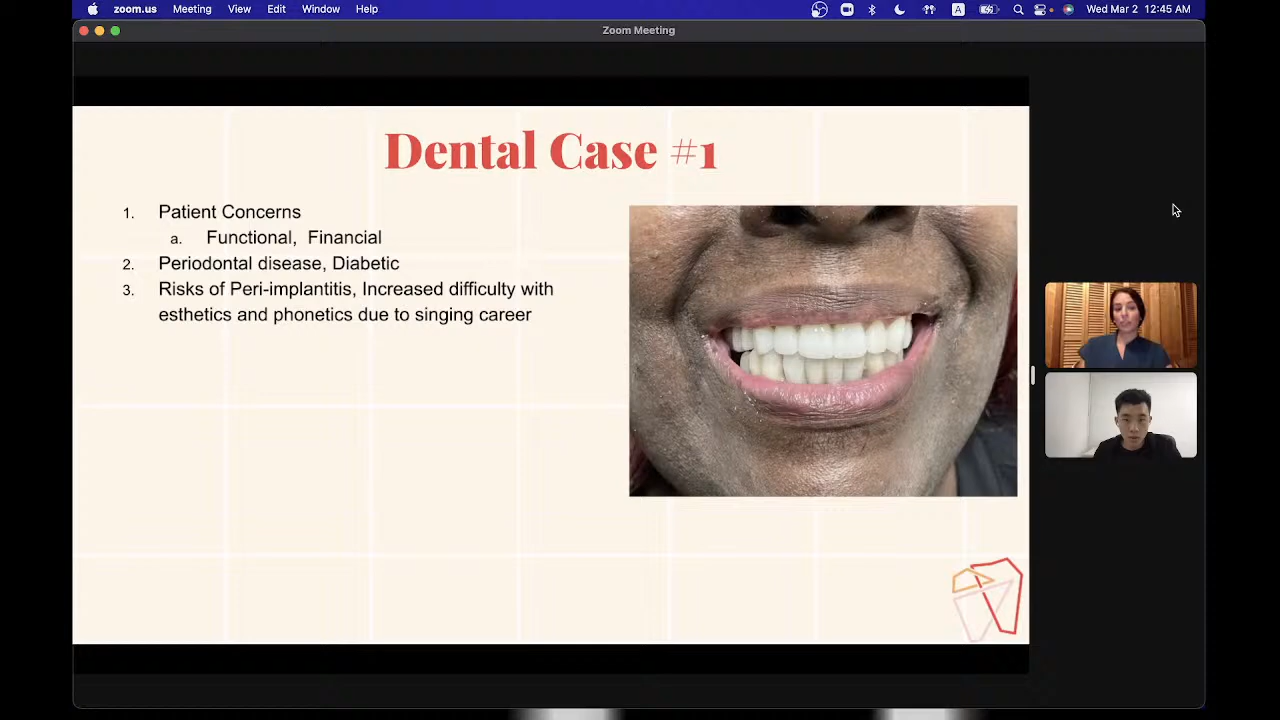 zoom.us Meeting View Edit Window Help A Wed Mar 2 12:45 AM
Zoom Meeting
Dental Case #1
1. Patient Concerns
a. Functional, Financial
2. Periodontal disease, Diabetic
3. Risks of Peri-implantitis, Increased difficulty with
esthetics and phonetics due to singing career